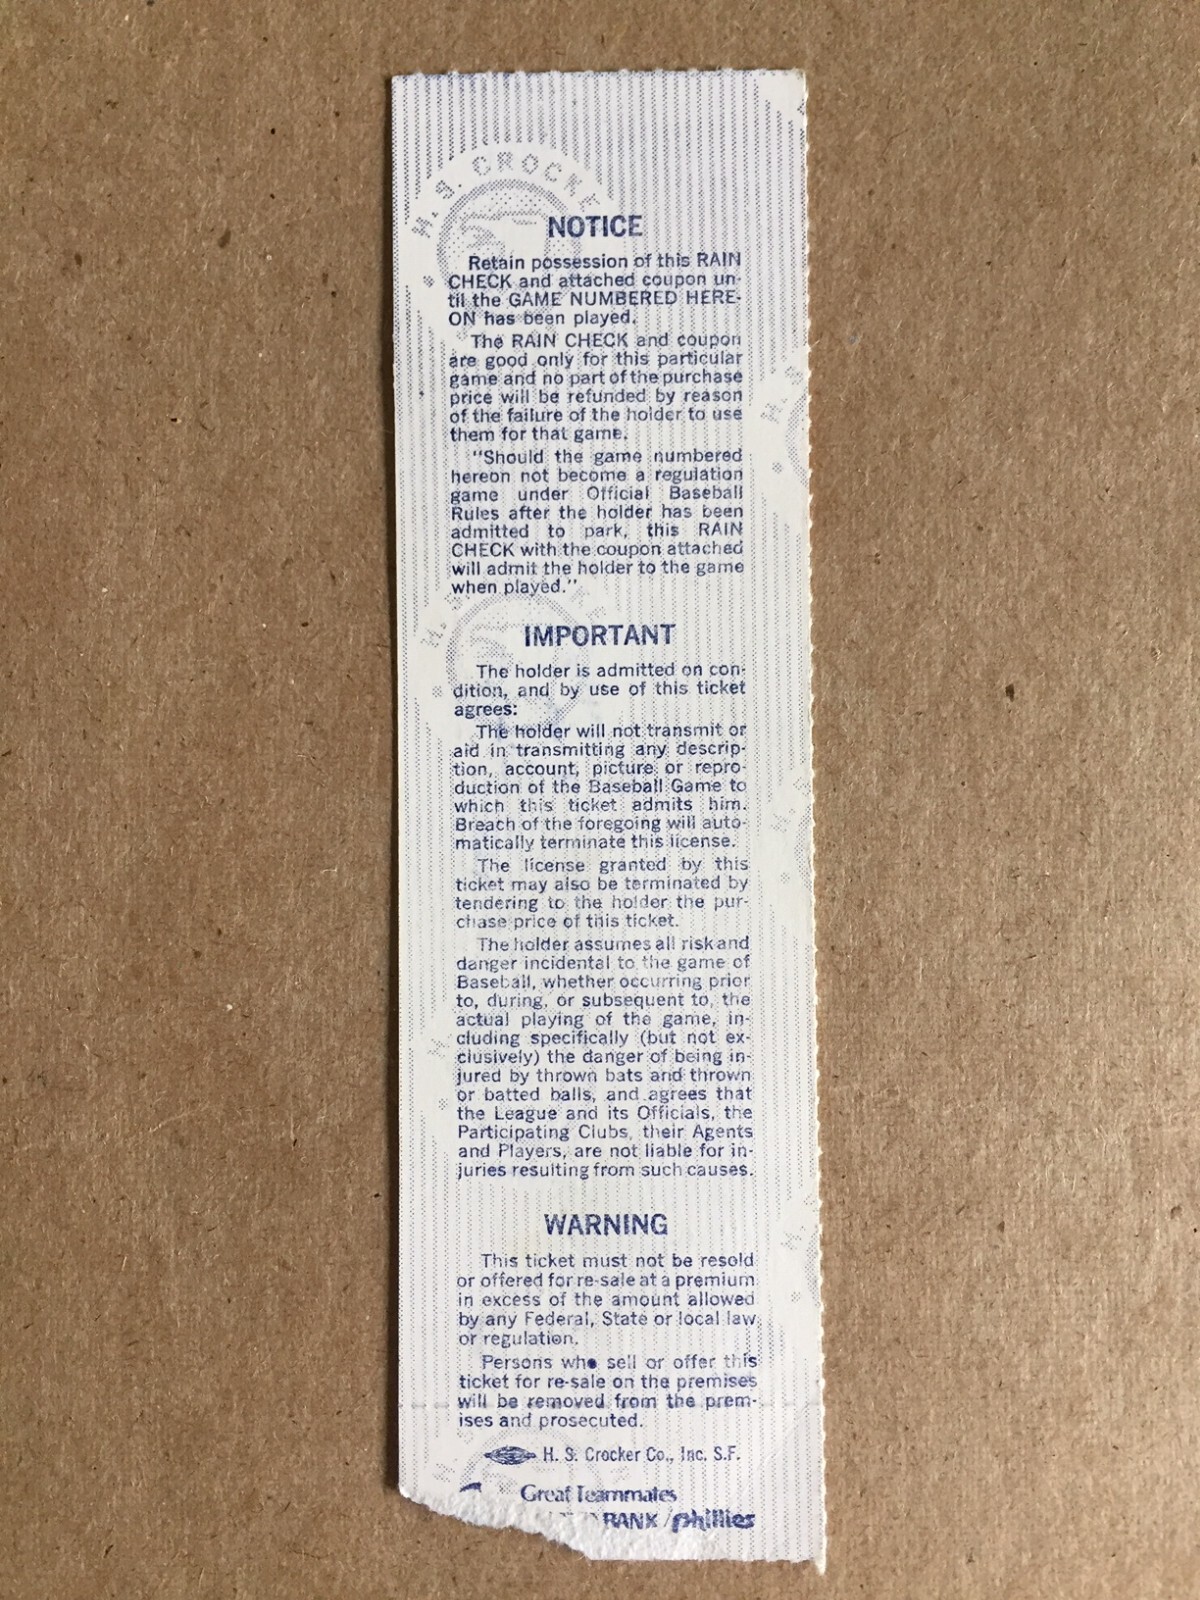 H. S. CROCKE
NOTICE
Retain possession of this RAIN
CHECK and attached coupon un-
til the GAME NUMBERED HERE-
ON has been played.
The RAIN CHECK and coupon
are good only for this particular
game and no part of the purchase
price will be refunded by reason
of the failure of the holder to use
them for that game.
"Should the game numbered
hereon not become a regulation
game under Official Baseball
Rules after the holder has been
admitted to park, this RAIN
CHECK with the coupon attached
will admit the holder to the game
when played."
IMPORTANT
The holder is admitted on con-
dition, and by use of this ticket
agrees:
The holder will not transmit or
aid in transmitting any descrip-
tion, account, picture or repro-
duction of the Baseball Game to
which this ticket admits him.
Breach of the foregoing will auto-
matically terminate this license.
The license granted by this
ticket may also be terminated by
tendering to the holder the pur-
chase price of this ticket.
The holder assumes all risk and
danger incidental to the game of
Baseball, whether occurring prior
to, during, or subsequent to, the
actual playing of the game, in-
cluding specifically (but not ex-
clusively) the danger of being in-
jured by thrown bats and thrown
or batted balls, and agrees that
the League and its Officials, the
Participating Clubs, their Agents
and Players, are not liable for in-
juries resulting from such causes.
WARNING
This ticket must not be resold
or offered for re-sale at a premium
in excess of the amount allowed
by any Federal, State or local law
or regulation.
Persons who sell or offer this
ticket for re-sale on the premises
will be removed from the prem-
ises and prosecuted.
H. S. Crocker Co., Inc. S.F.
Great Teammates
BANK / phillies